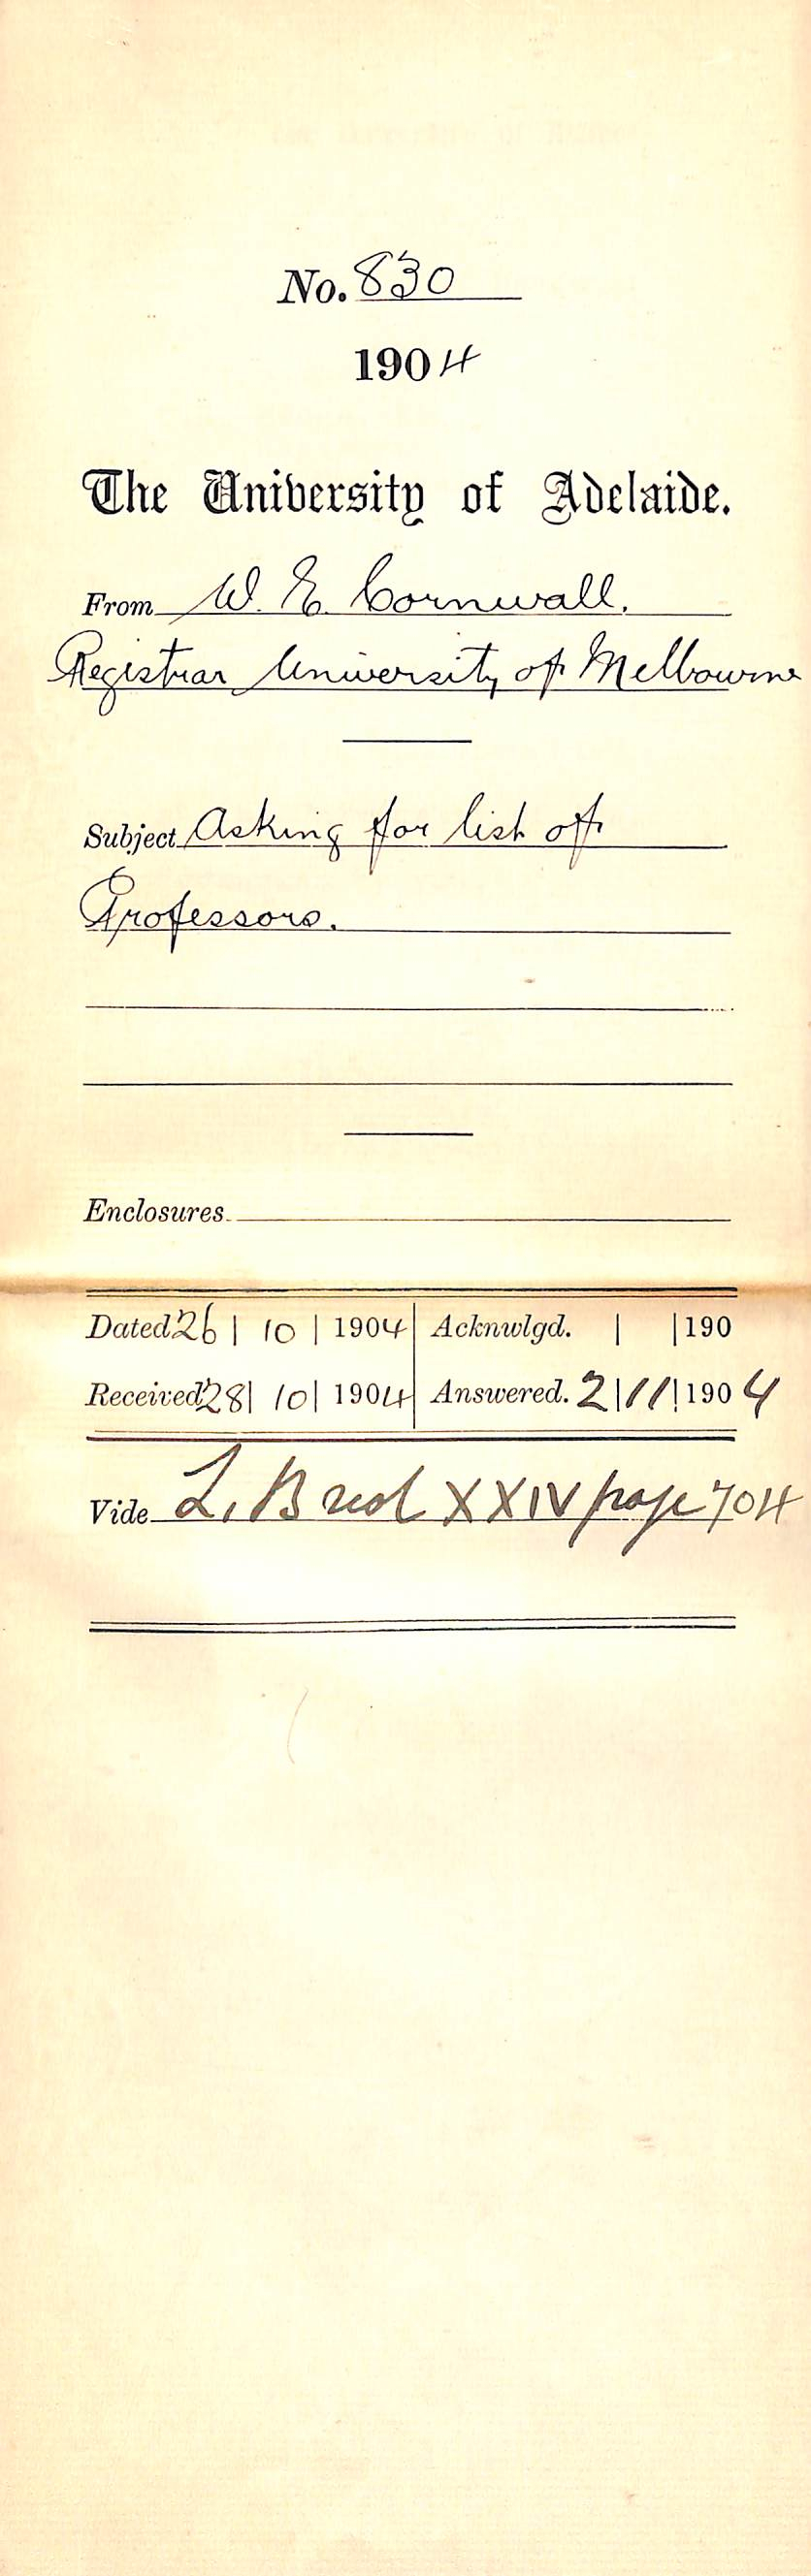 No. 830
1904
The University of Adelaide.
From W. E. Cornwall.
Registrar University of Melbourne
Subject Asking for list of
Professors.
Enclosures
Dated 26 | 10 | 1904 Acknwlgd. | | 190
Received 28 | 10 | 1904 Answered. 2 | 11 | 1904
Vide L. B vol XXIV page 704